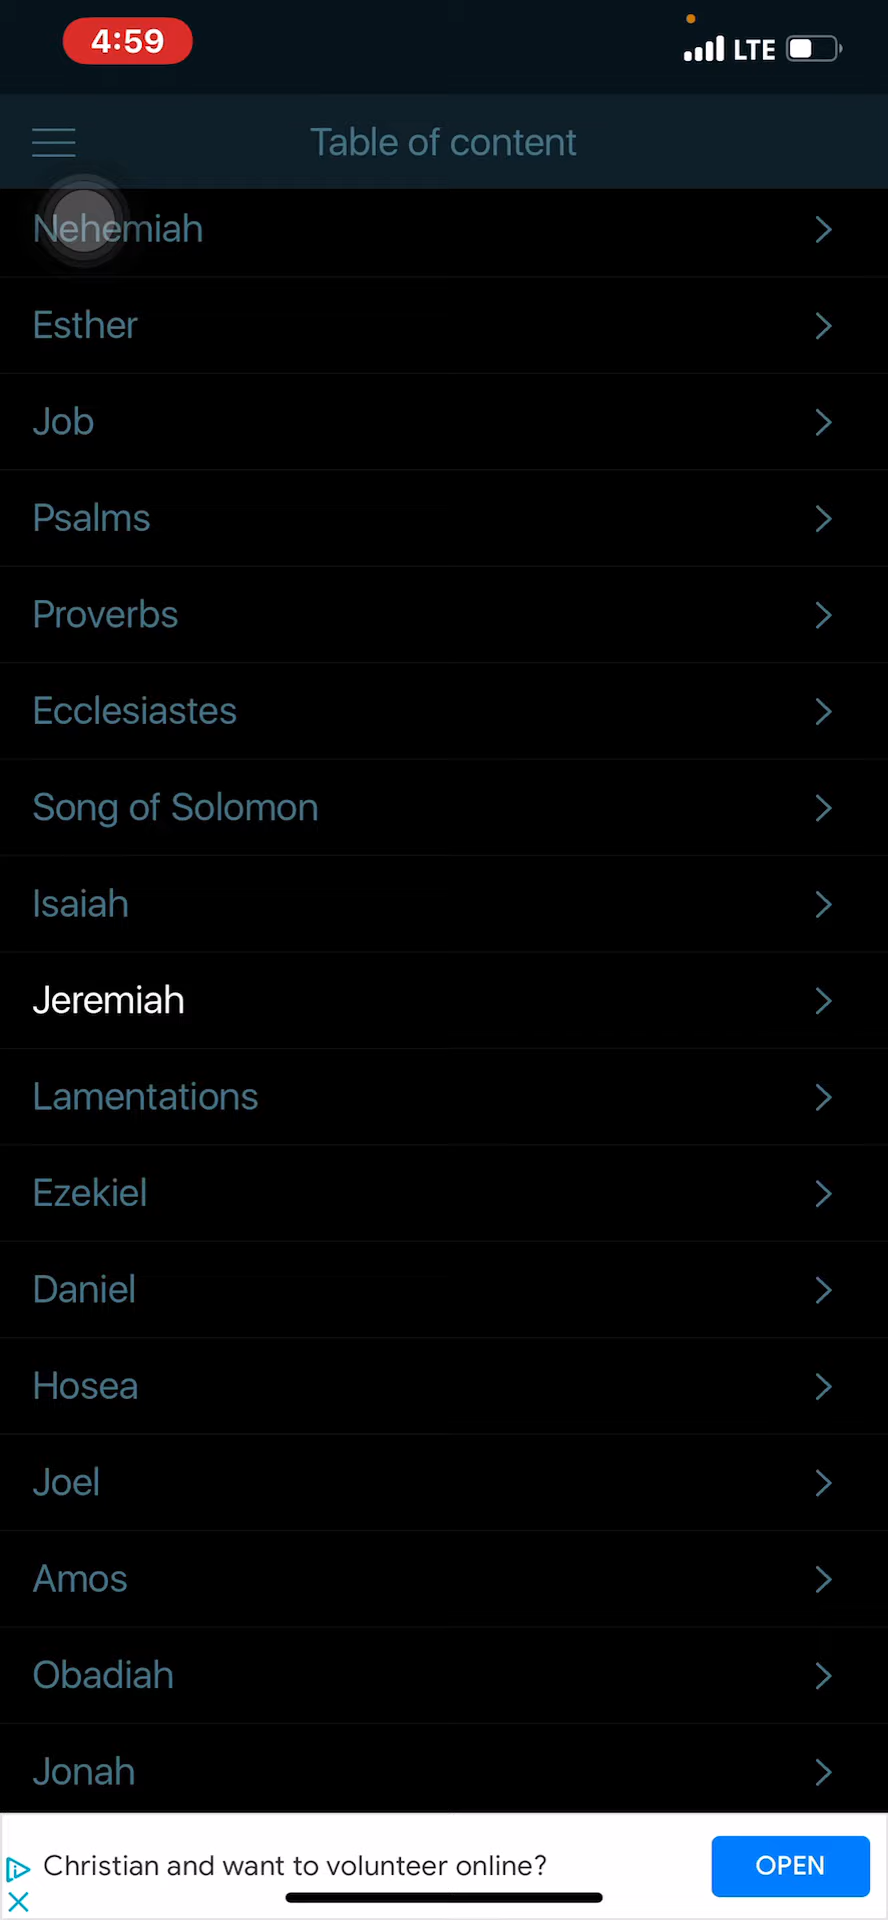 4:59
LTE
Table of content
Nehemiah
Esther
Job
Psalms
Proverbs
Ecclesiastes
Song of Solomon
Isaiah
Jeremiah
Lamentations
Ezekiel
Daniel
Hosea
Joel
Amos
Obadiah
Jonah
Christian and want to volunteer online?
OPEN